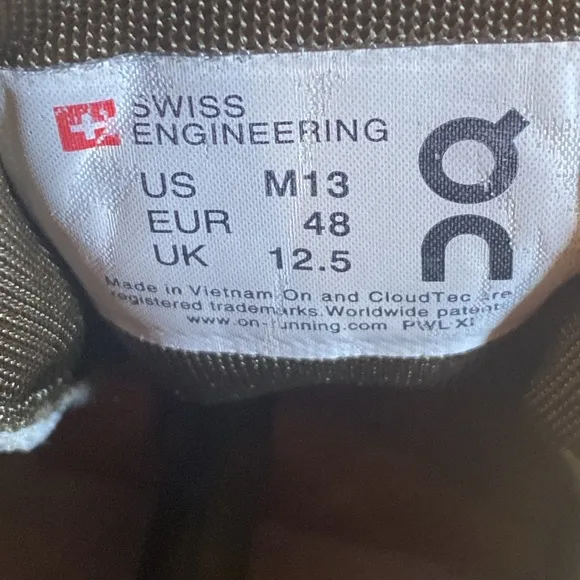 SWISS
ENGINEERING
US M13
EUR 48
UK 12.5
Made in Vietnam On and CloudTec are
registered trademarks. Worldwide patents
www.on-running.com PWL